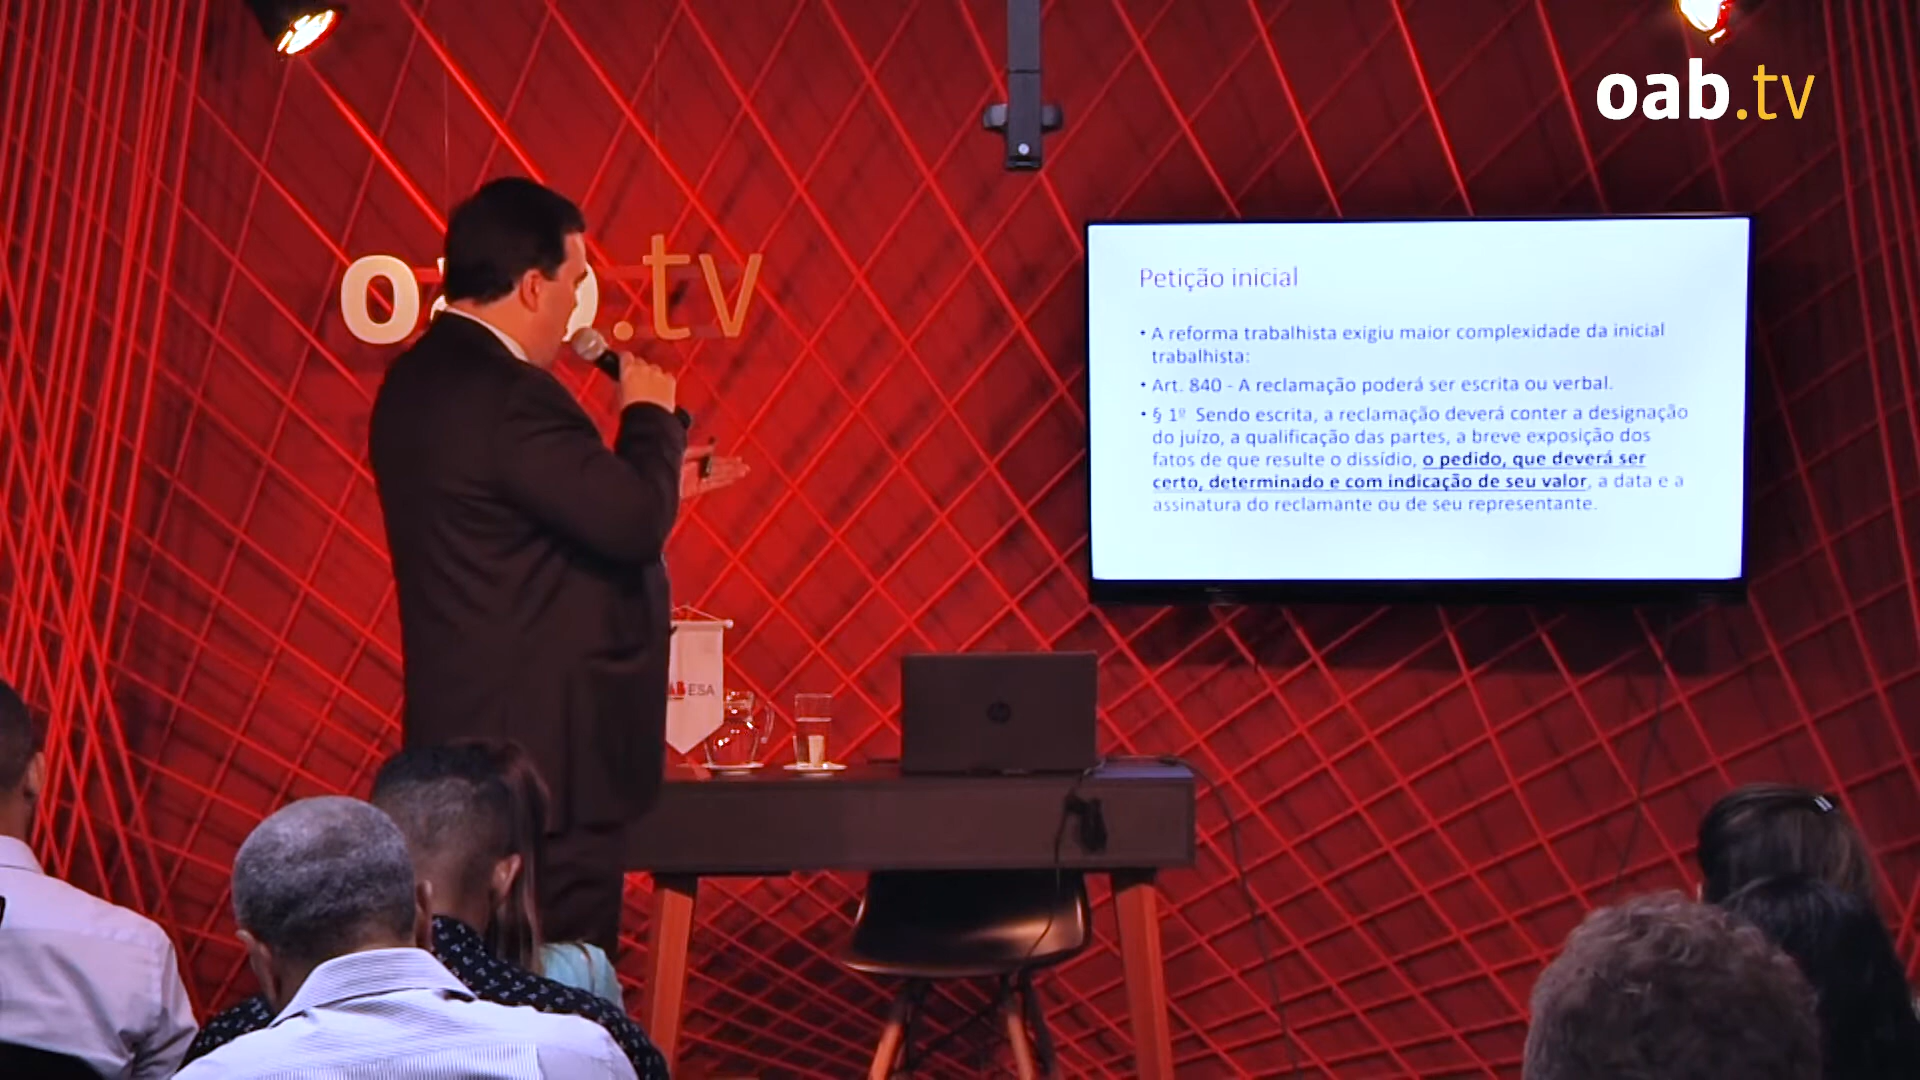 oab.tv
.tv
Petição inicial
• A reforma trabalhista exigiu maior complexidade da inicial
trabalhista:
• Art. 840 - A reclamação poderá ser escrita ou verbal.
• § 1º Sendo escrita, a reclamação deverá conter a designação
do juízo, a qualificação das partes, a breve exposição dos
fatos de que resulte o dissídio, o pedido, que deverá ser
certo, determinado e com indicação de seu valor, a data e a
assinatura do reclamante ou de seu representante.
ESA
hp